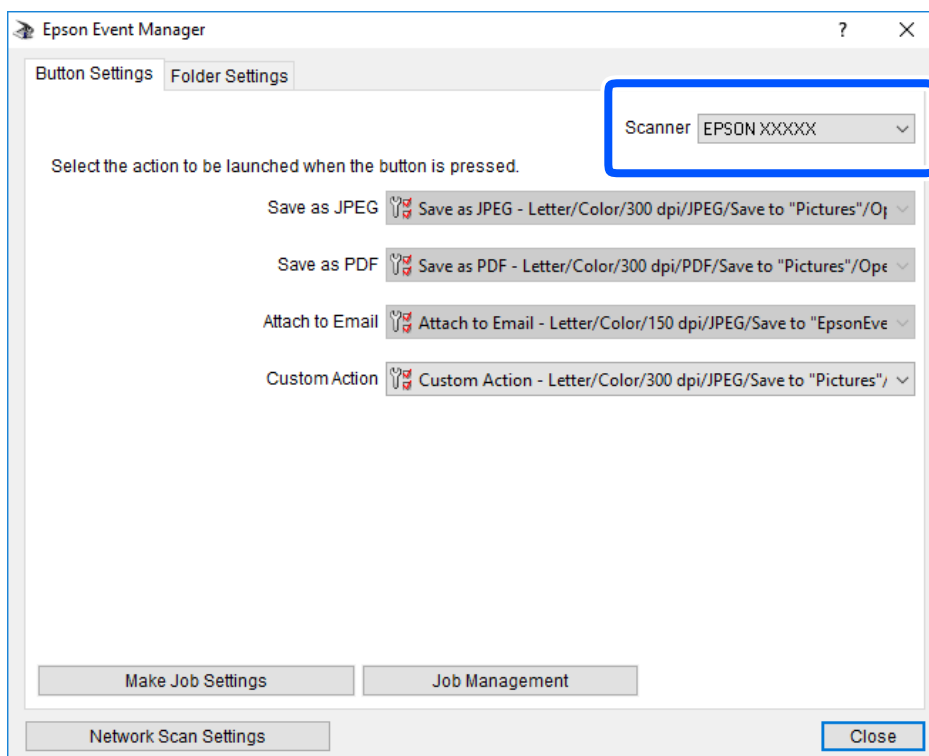 Epson Event Manager
?
Button Settings Folder Settings
Scanner EPSON XXXXX
Select the action to be launched when the button is pressed.
Save as JPEG Save as JPEG - Letter/Color/300 dpi/JPEG/Save to "Pictures"/Op
Save as PDF Save as PDF - Letter/Color/300 dpi/PDF/Save to "Pictures"/Ope
Attach to Email Attach to Email - Letter/Color/150 dpi/JPEG/Save to "EpsonEve
Custom Action Custom Action - Letter/Color/300 dpi/JPEG/Save to "Pictures"/
Make Job Settings Job Management
Network Scan Settings Close